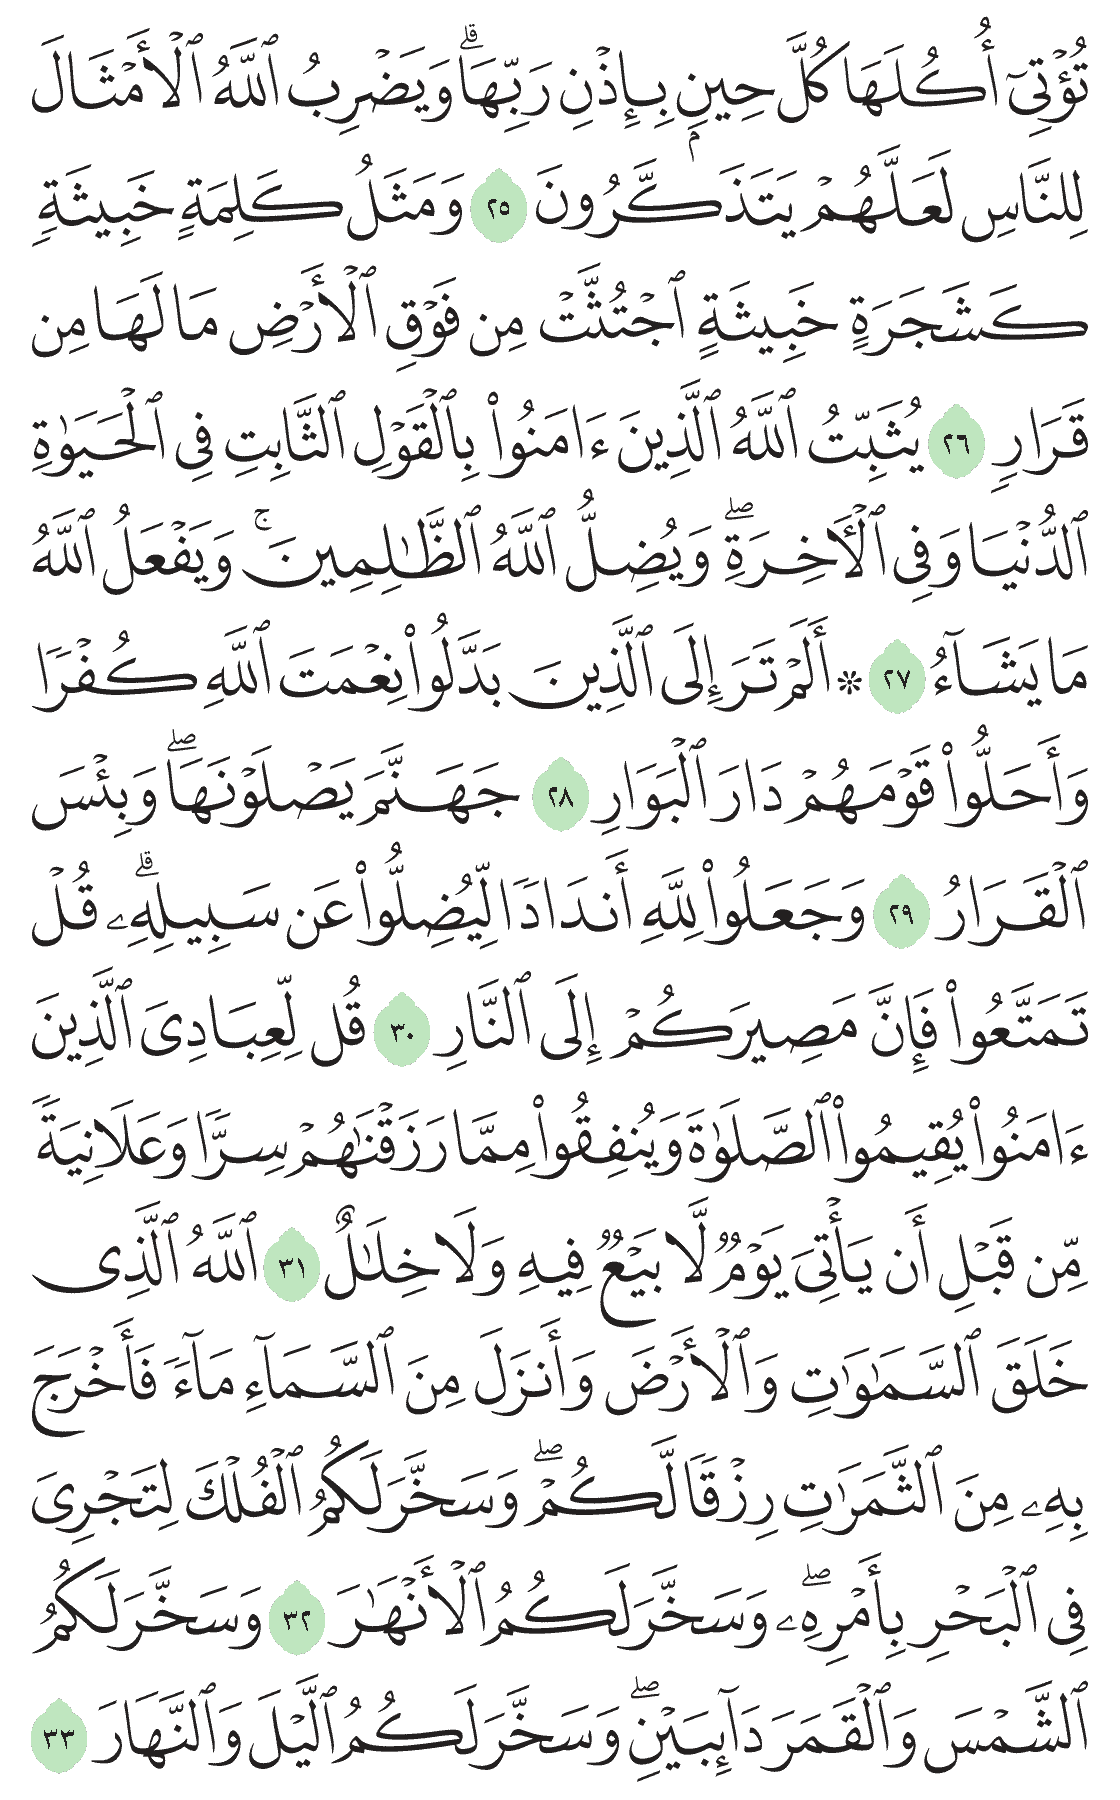 تُؤْتِىٓ أُكُلَهَا كُلَّ حِينٍۭ بِإِذْنِ رَبِّهَا ۗ وَيَضْرِبُ ٱللَّهُ ٱلْأَمْثَالَ
لِلنَّاسِ لَعَلَّهُمْ يَتَذَكَّرُونَ ٢٥ وَمَثَلُ كَلِمَةٍ خَبِيثَةٍ
كَشَجَرَةٍ خَبِيثَةٍ ٱجْتُثَّتْ مِن فَوْقِ ٱلْأَرْضِ مَا لَهَا مِن
قَرَارٍ ٢٦ يُثَبِّتُ ٱللَّهُ ٱلَّذِينَ ءَامَنُوا۟ بِٱلْقَوْلِ ٱلثَّابِتِ فِى ٱلْحَيَوٰةِ
ٱلدُّنْيَا وَفِى ٱلْـَٔاخِرَةِ ۖ وَيُضِلُّ ٱللَّهُ ٱلظَّـٰلِمِينَ ۚ وَيَفْعَلُ ٱللَّهُ
مَا يَشَآءُ ٢٧ ۞ أَلَمْ تَرَ إِلَى ٱلَّذِينَ بَدَّلُوا۟ نِعْمَتَ ٱللَّهِ كُفْرًا
وَأَحَلُّوا۟ قَوْمَهُمْ دَارَ ٱلْبَوَارِ ٢٨ جَهَنَّمَ يَصْلَوْنَهَا ۖ وَبِئْسَ
ٱلْقَرَارُ ٢٩ وَجَعَلُوا۟ لِلَّهِ أَندَادًا لِّيُضِلُّوا۟ عَن سَبِيلِهِۦ ۗ قُلْ
تَمَتَّعُوا۟ فَإِنَّ مَصِيرَكُمْ إِلَى ٱلنَّارِ ٣٠ قُل لِّعِبَادِىَ ٱلَّذِينَ
ءَامَنُوا۟ يُقِيمُوا۟ ٱلصَّلَوٰةَ وَيُنفِقُوا۟ مِمَّا رَزَقْنَـٰهُمْ سِرًّا وَعَلَانِيَةً
مِّن قَبْلِ أَن يَأْتِىَ يَوْمٌ لَّا بَيْعٌ فِيهِ وَلَا خِلَـٰلٌ ٣١ ٱللَّهُ ٱلَّذِى
خَلَقَ ٱلسَّمَـٰوَٰتِ وَٱلْأَرْضَ وَأَنزَلَ مِنَ ٱلسَّمَآءِ مَآءً فَأَخْرَجَ
بِهِۦ مِنَ ٱلثَّمَرَٰتِ رِزْقًا لَّكُمْ ۖ وَسَخَّرَ لَكُمُ ٱلْفُلْكَ لِتَجْرِىَ
فِى ٱلْبَحْرِ بِأَمْرِهِۦ ۖ وَسَخَّرَ لَكُمُ ٱلْأَنْهَـٰرَ ٣٢ وَسَخَّرَ لَكُمُ
ٱلشَّمْسَ وَٱلْقَمَرَ دَآئِبَيْنِ ۖ وَسَخَّرَ لَكُمُ ٱلَّيْلَ وَٱلنَّهَارَ ٣٣